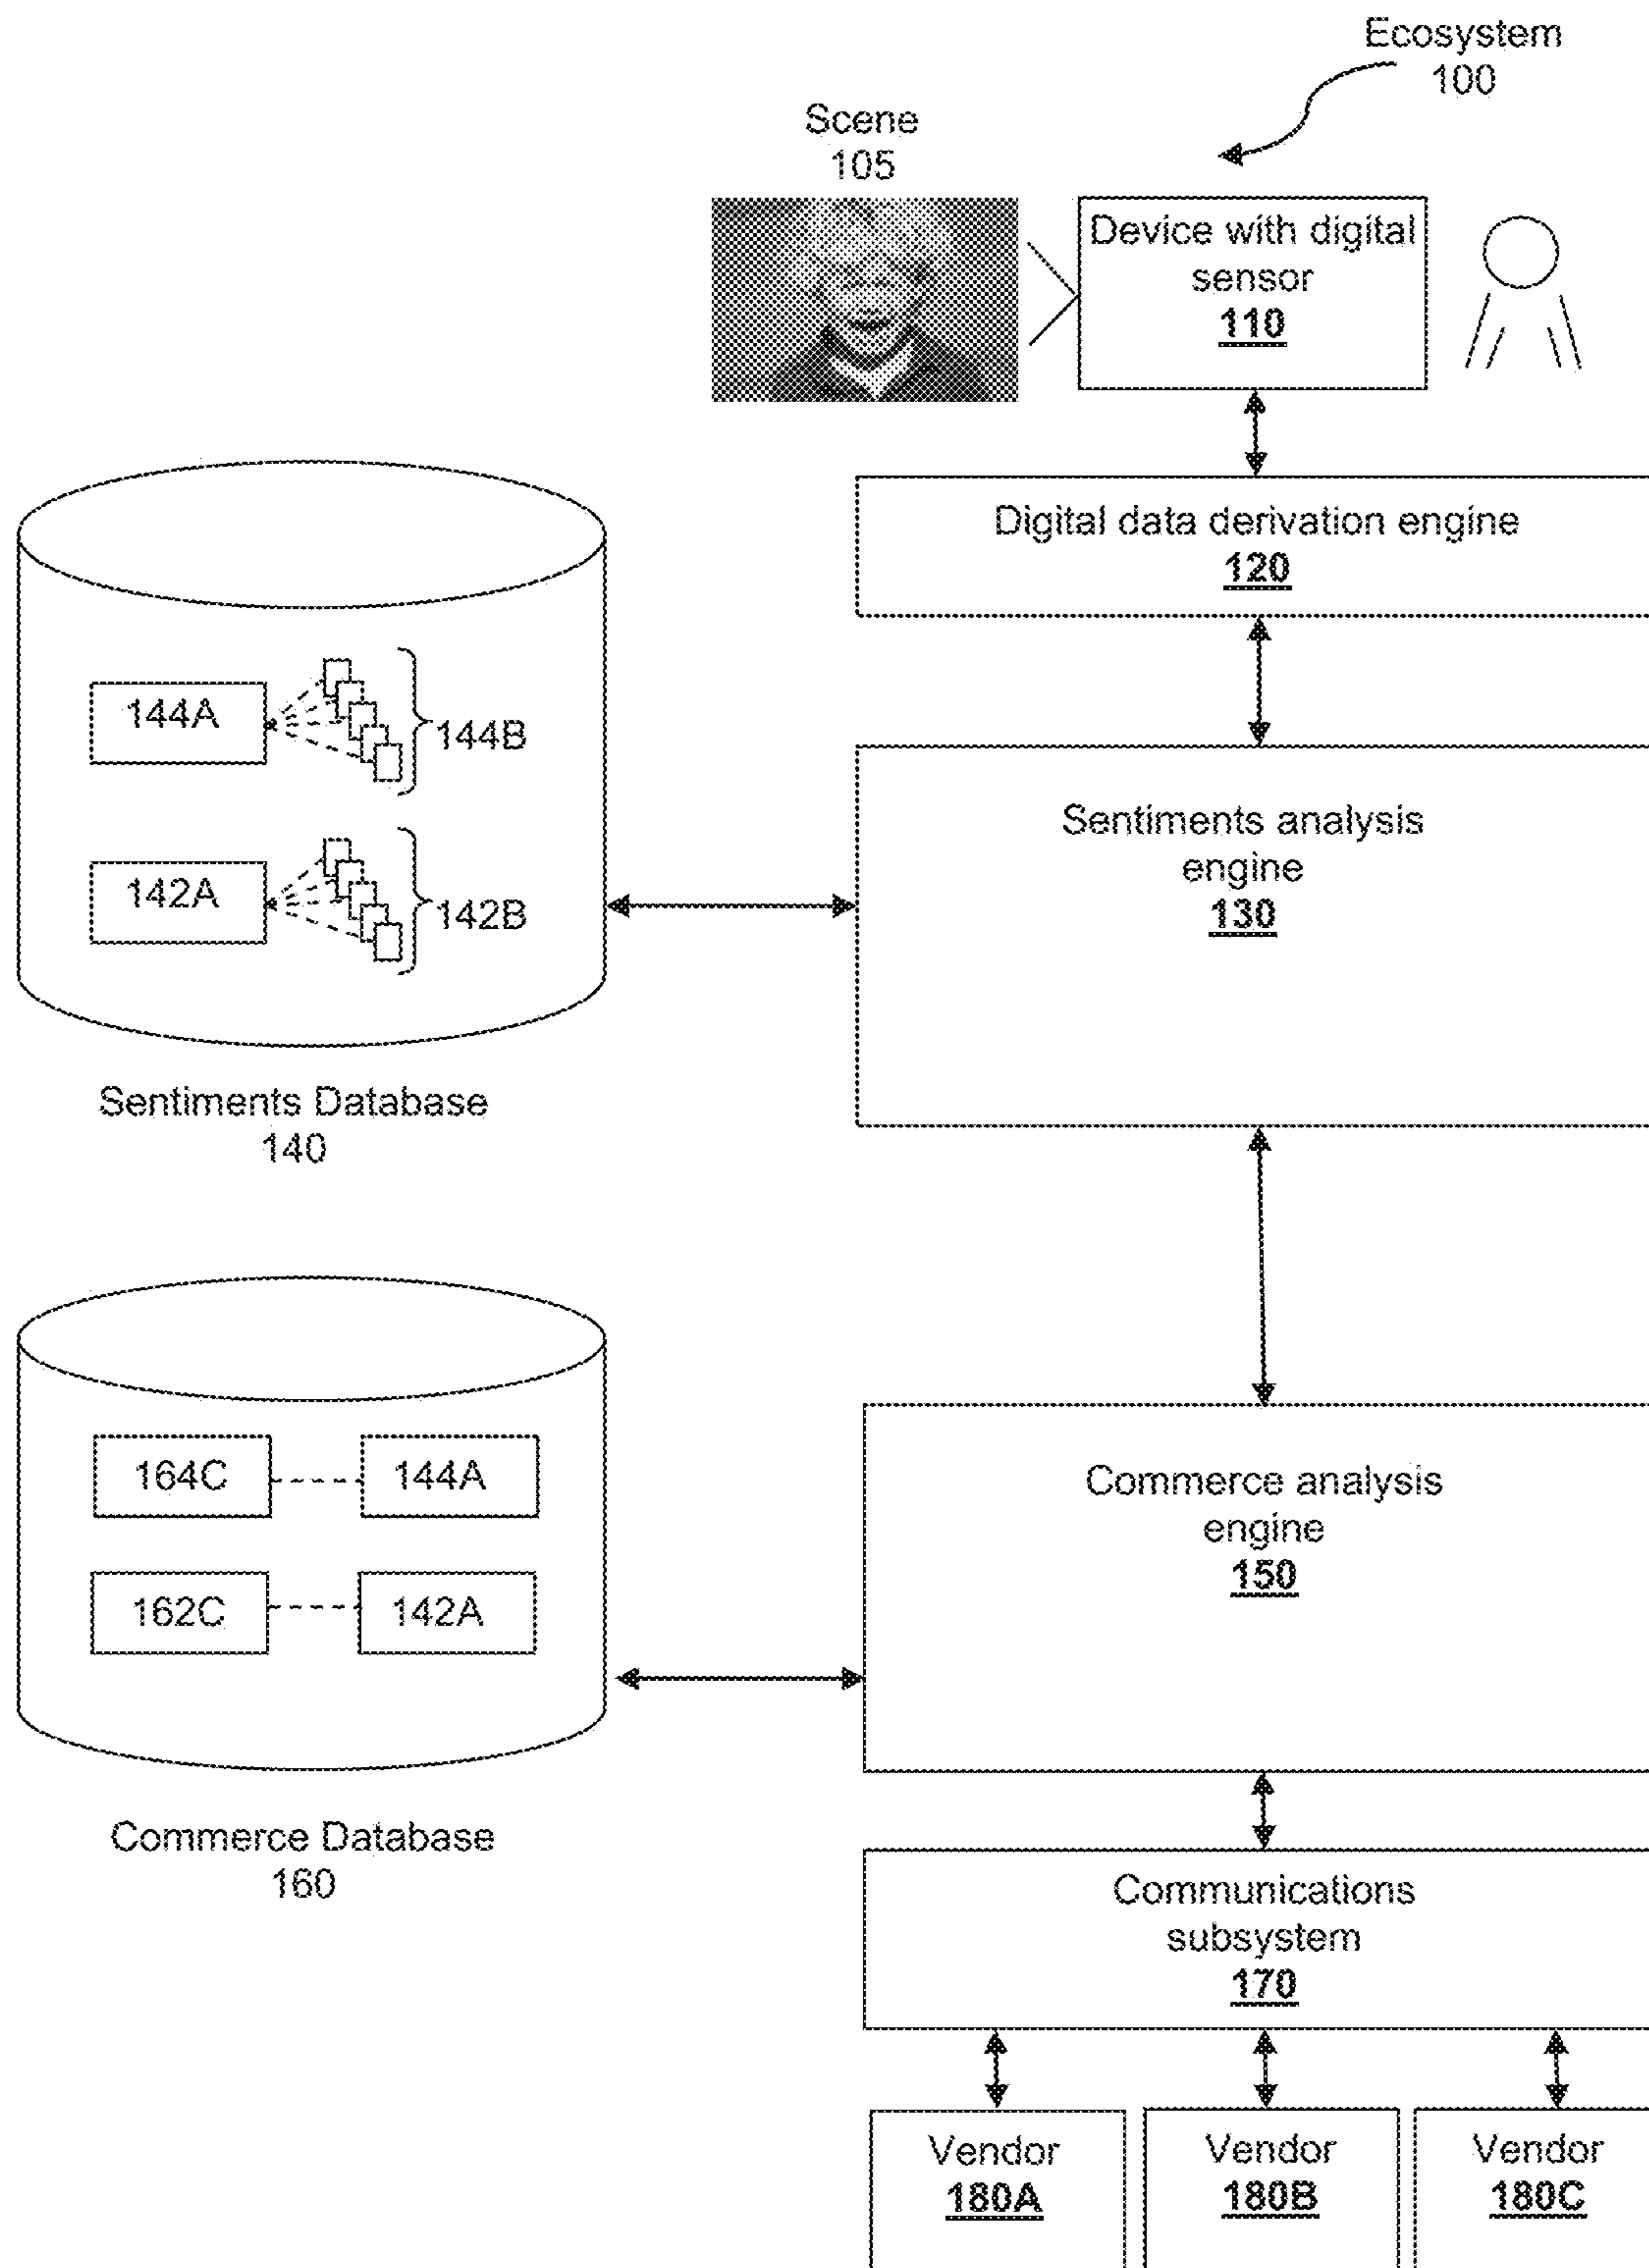 Ecosystem
100
Scene
105
Device with digital
sensor
110
Digital data derivation engine
120
144A
144B
142A
142B
Sentiments analysis
engine
130
Sentiments Database
140
164C
144A
162C
142A
Commerce analysis
engine
150
Commerce Database
160
Communications
subsystem
170
Vendor
180A
Vendor
180B
Vendor
180C